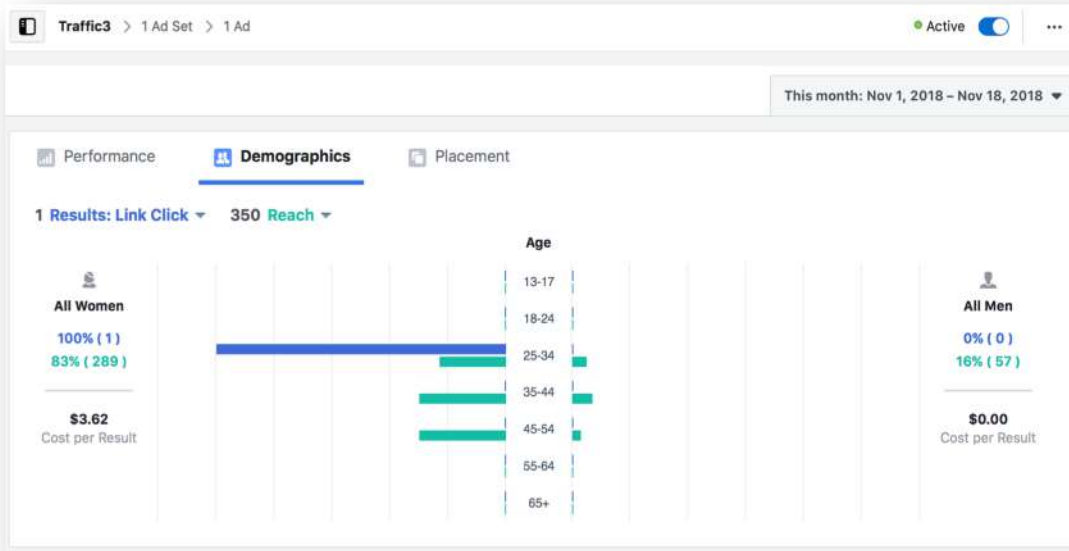 Traffic3 > 1 Ad Set > 1 Ad
Active
This month: Nov 1, 2018 – Nov 18, 2018
Performance
Demographics
Placement
1 Results: Link Click
350 Reach
Age
All Women
100% ( 1 )
83% ( 289 )
$3.62
Cost per Result
13-17
18-24
25-34
35-44
45-54
55-64
65+
All Men
0% ( 0 )
16% ( 57 )
$0.00
Cost per Result